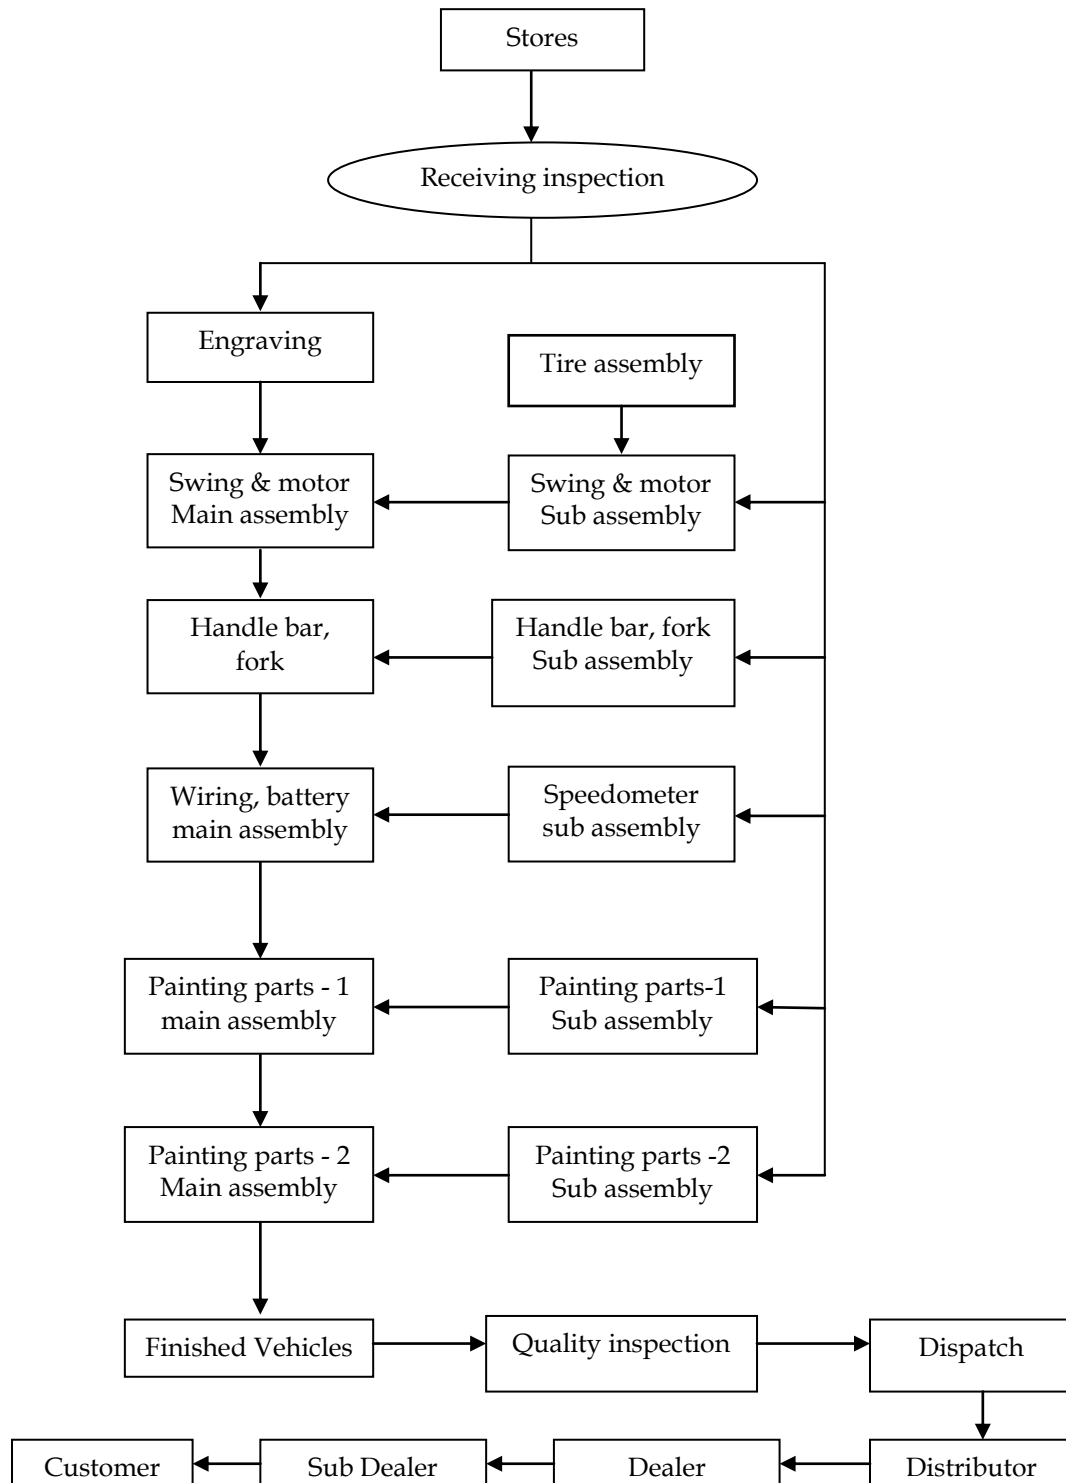 Stores
Receiving inspection
Engraving
Tire assembly
Swing & motor
Main assembly
Swing & motor
Sub assembly
Handle bar,
fork
Handle bar, fork
Sub assembly
Wiring, battery
main assembly
Speedometer
sub assembly
Painting parts - 1
main assembly
Painting parts-1
Sub assembly
Painting parts - 2
Main assembly
Painting parts -2
Sub assembly
Finished Vehicles
Quality inspection
Dispatch
Customer
Sub Dealer
Dealer
Distributor